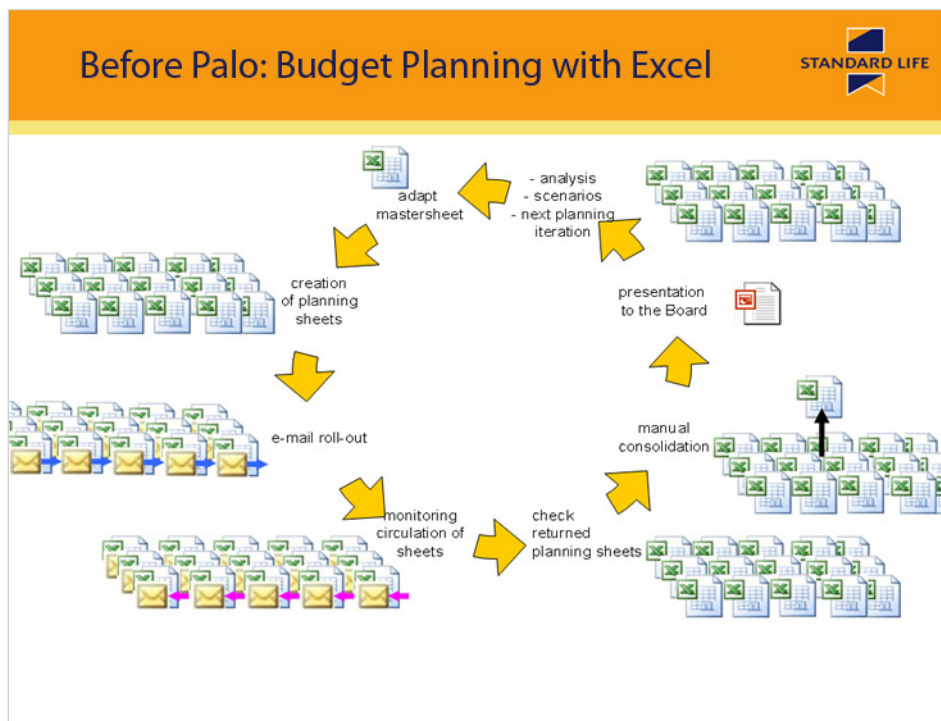 Before Palo: Budget Planning with Excel
STANDARD LIFE
adapt
mastersheet
- analysis
- scenarios
- next planning
iteration
creation
of planning
sheets
presentation
to the Board
e-mail roll-out
manual
consolidation
monitoring
circulation of
sheets
check
returned
planning sheets